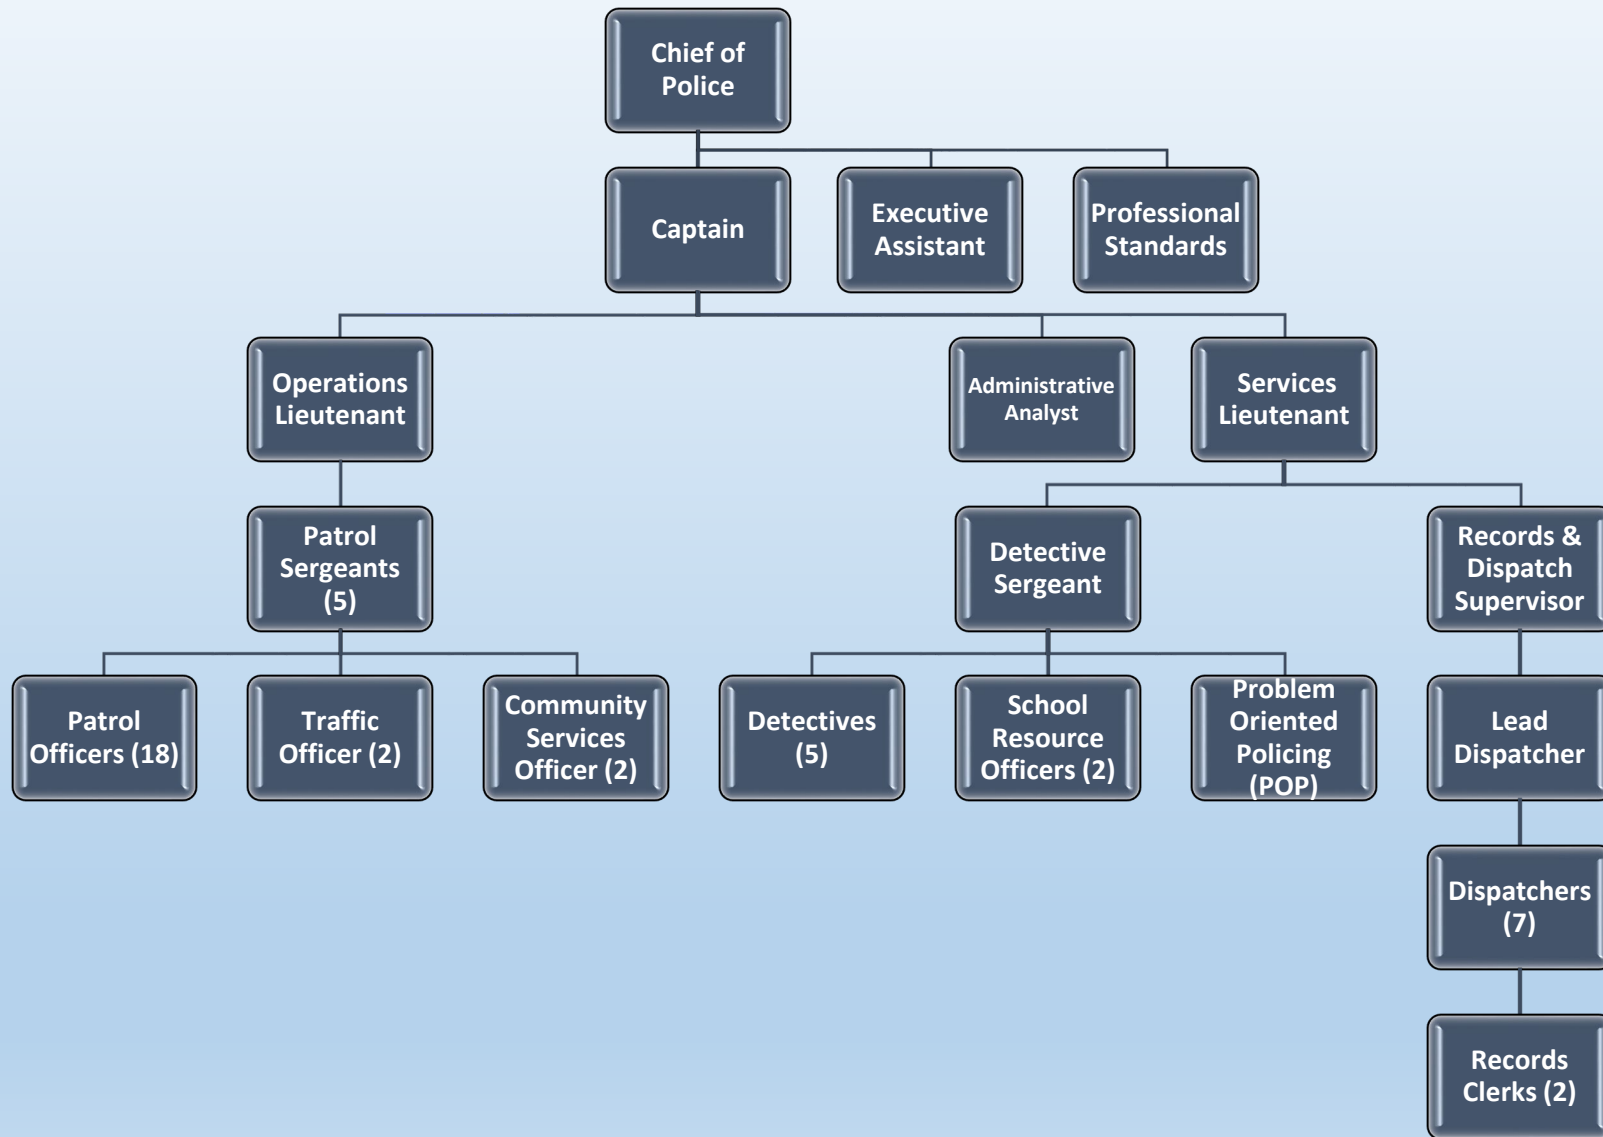 Chief of
Police
Captain
Executive
Assistant
Professional
Standards
Operations
Lieutenant
Administrative
Analyst
Services
Lieutenant
Patrol
Sergeants
(5)
Detective
Sergeant
Records &
Dispatch
Supervisor
Patrol
Officers (18)
Traffic
Officer (2)
Community
Services
Officer (2)
Detectives
(5)
School
Resource
Officers (2)
Problem
Oriented
Policing
(POP)
Lead
Dispatcher
Dispatchers
(7)
Records
Clerks (2)